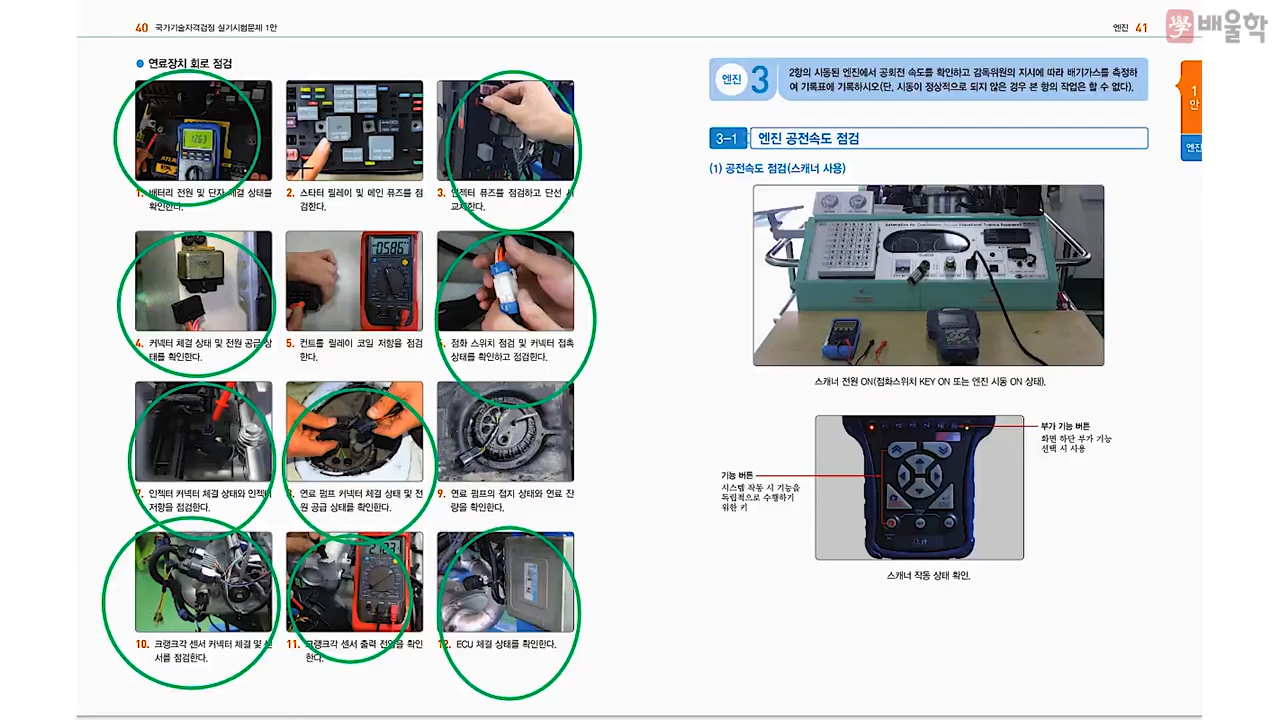 40 국가기술자격검정 실기시험문제 1안
연료장치 회로 점검
1. 배터리 전원 및 단자 체결 상태를
확인한다.
2. 스타터 릴레이 및 메인 퓨즈를 점
검한다.
3. 인젝터 퓨즈를 점검하고 단선 시
교체한다.
4. 커넥터 체결 상태 및 전원 공급 상
태를 확인한다.
5. 컨트롤 릴레이 코일 저항을 점검
한다.
6. 점화 스위치 점검 및 커넥터 접촉
상태를 확인하고 점검한다.
7. 인젝터 커넥터 체결 상태와 인젝터
저항을 점검한다.
8. 연료 펌프 커넥터 체결 상태 및 전
원 공급 상태를 확인한다.
9. 연료 펌프의 접지 상태와 연료 잔
량을 확인한다.
10. 크랭크각 센서 커넥터 체결 및 센
서를 점검한다.
11. 크랭크각 센서 출력 전압을 확인
한다.
12. ECU 체결 상태를 확인한다.
엔진 41
배울학
엔진 3
2항의 시동된 엔진에서 공회전 속도를 확인하고 감독위원의 지시에 따라 배기가스를 측정하
여 기록표에 기록하시오(단, 시동이 정상적으로 되지 않은 경우 본 항의 작업은 할 수 없다).
1
안
엔진
3-1 엔진 공전속도 점검
(1) 공전속도 점검(스캐너 사용)
스캐너 전원 ON(점화스위치 KEY ON 또는 엔진 시동 ON 상태).
부가 기능 버튼
화면 하단 부가 기능
선택 시 사용
기능 버튼
시스템 작동 시 기능을
독립적으로 수행하기
위한 키
스캐너 작동 상태 확인.